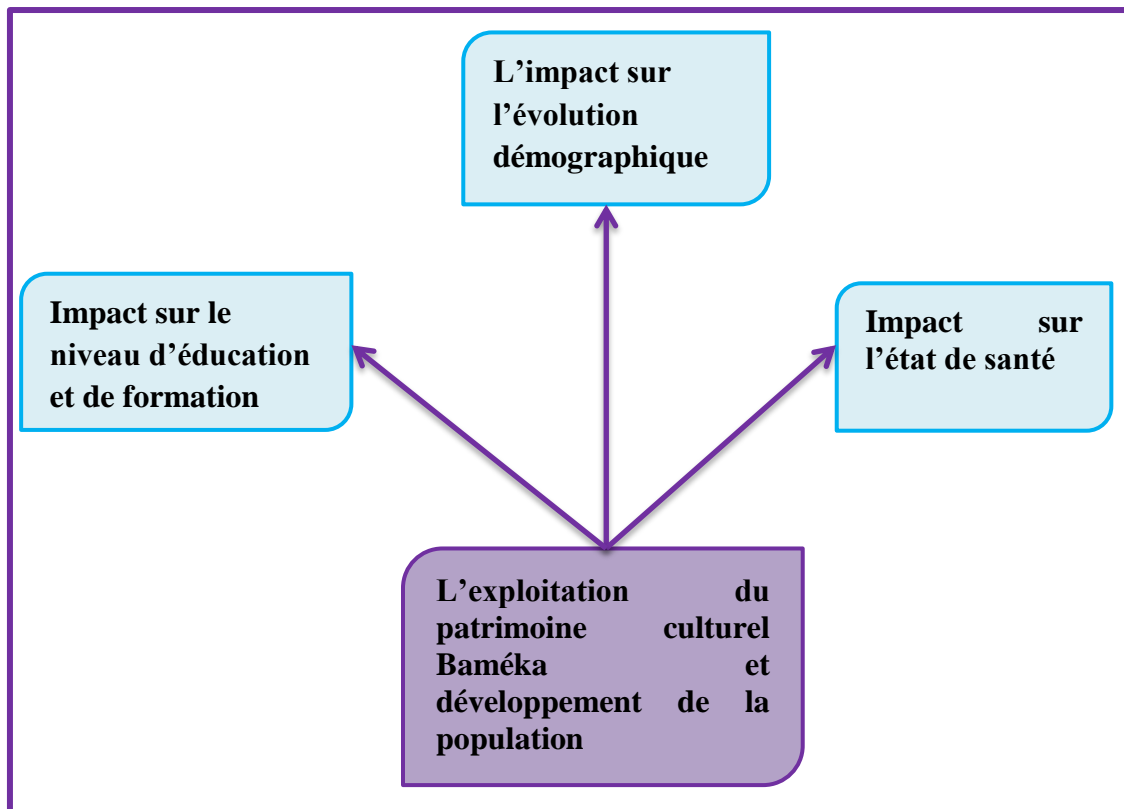 L’impact sur
l’évolution
démographique
Impact sur le
niveau d’éducation
et de formation
Impact sur
l’état de santé
L’exploitation du
patrimoine culturel
Baméka et
développement de la
population